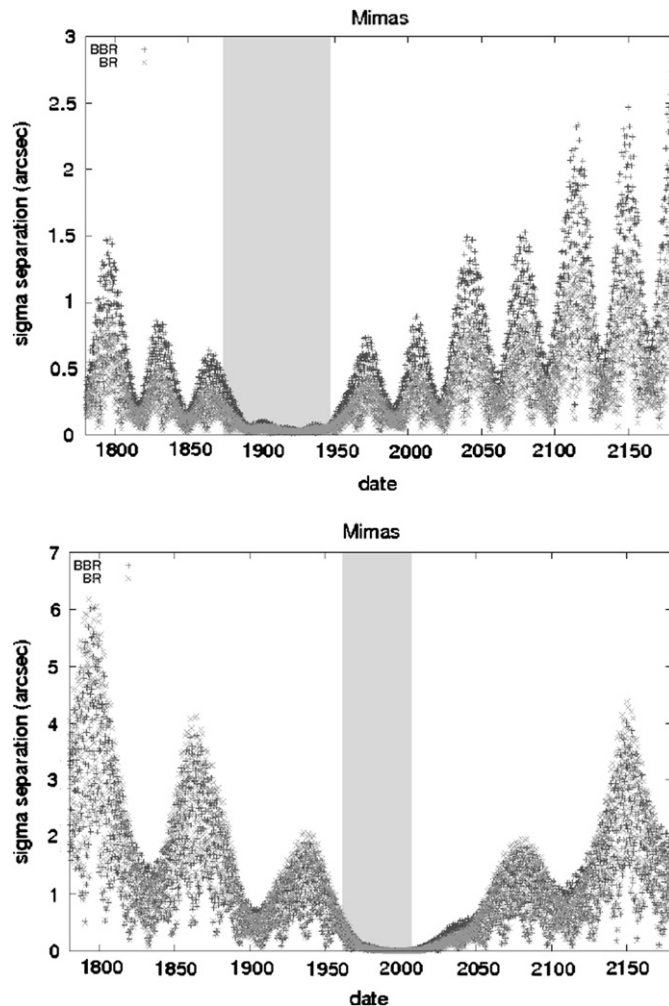 Mimas
3
BBR +
BR ×
2.5
2
1.5
1
0.5
0
sigma separation (arcsec)
1800 1850 1900 1950 2000 2050 2100 2150
date
Mimas
7
BBR +
BR ×
6
5
4
3
2
1
0
sigma separation (arcsec)
1800 1850 1900 1950 2000 2050 2100 2150
date